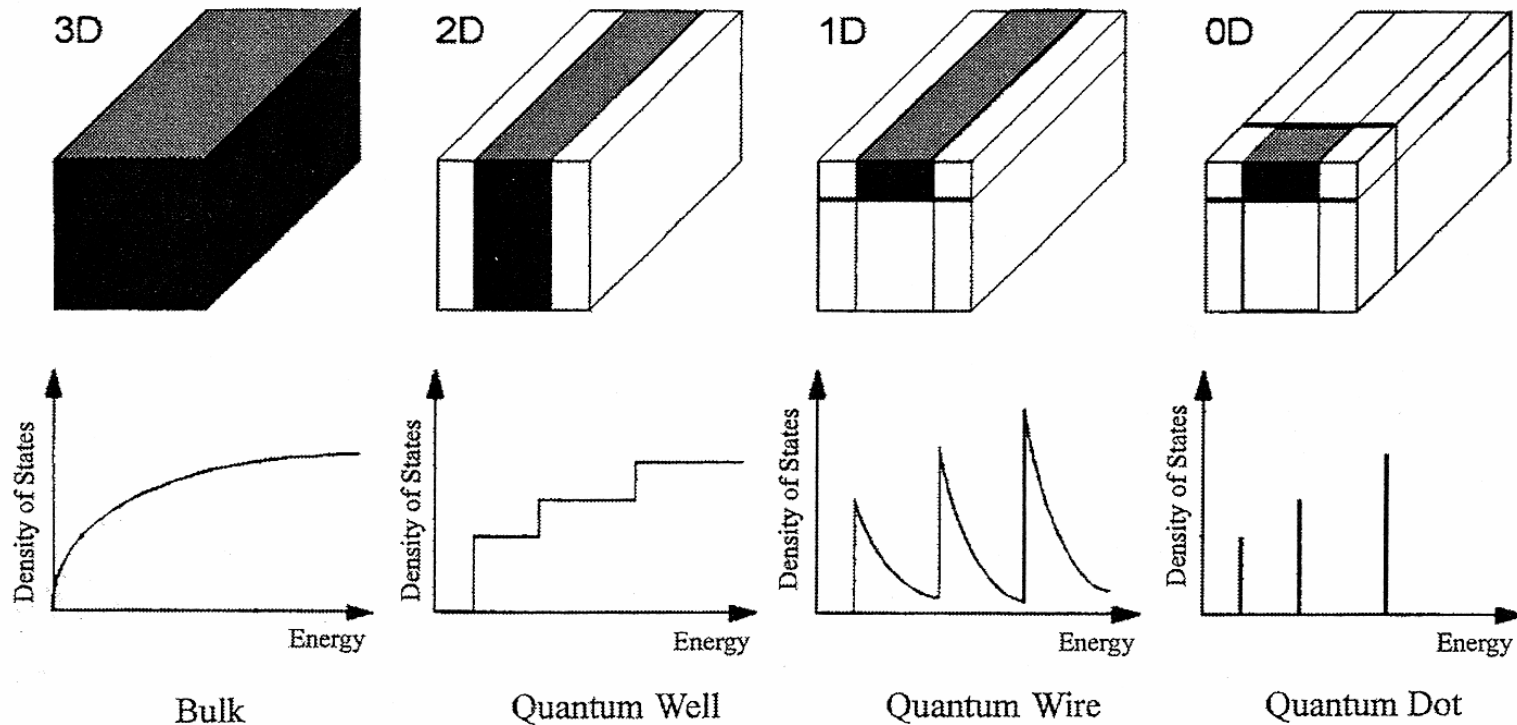 3D
2D
1D
0D
Density of States
Energy
Density of States
Energy
Density of States
Energy
Density of States
Energy
Bulk
Quantum Well
Quantum Wire
Quantum Dot